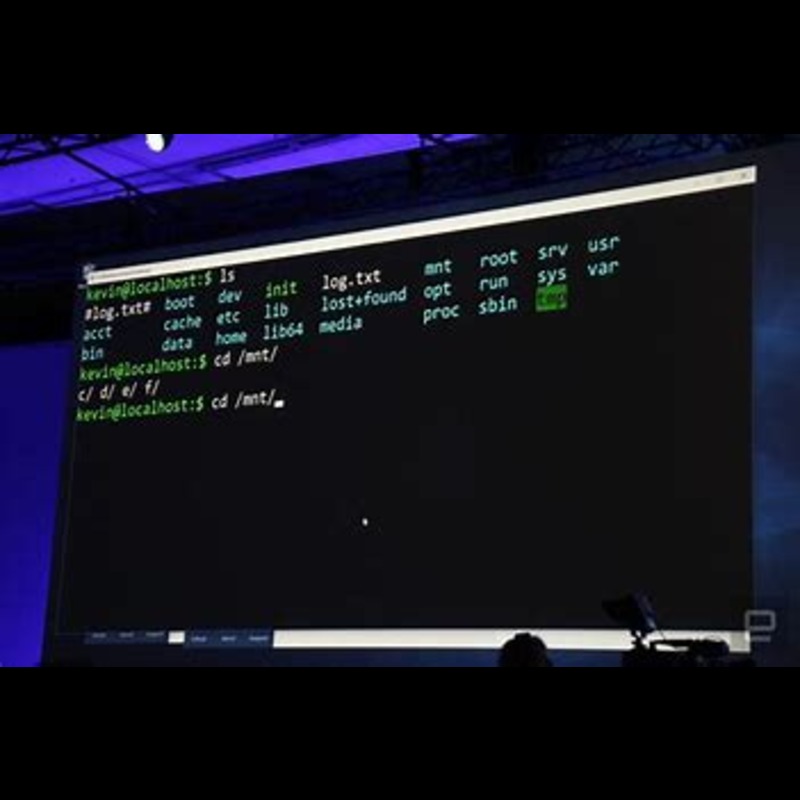 kevin@localhost:$ ls
#log.txt# boot dev init log.txt mnt root srv usr
acct cache etc lib lost+found opt run sys var
bin data home lib64 media proc sbin tmp
kevin@localhost:$ cd /mnt/
c/ d/ e/ f/
kevin@localhost:$ cd /mnt/